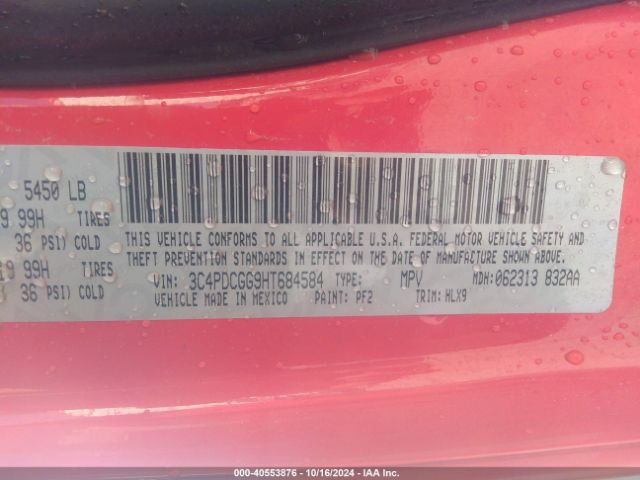 5450 LB
9 99H TIRES
36 PSI) COLD
19 99H TIRES
36 PSI) COLD
THIS VEHICLE CONFORMS TO ALL APPLICABLE U.S.A. FEDERAL MOTOR VEHICLE SAFETY AND
THEFT PREVENTION STANDARDS IN EFFECT ON THE DATE OF MANUFACTURE SHOWN ABOVE.
VIN: 3C4PDCGG9HT684584 TYPE: MPV MDH: 062313 832AA
VEHICLE MADE IN MEXICO PAINT: PF2 TRIM: HLX9
000-40553876 | 10/16/2024 - IAA Inc.